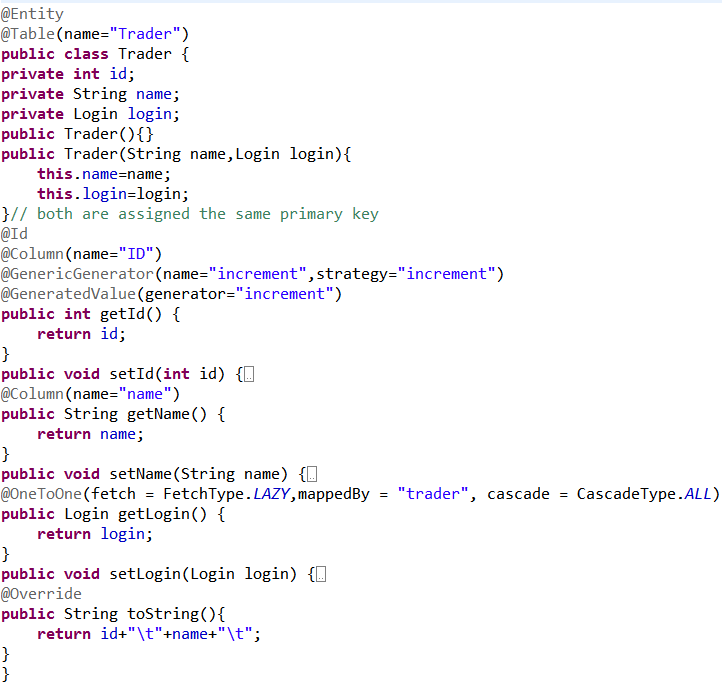 @Entity
@Table(name="Trader")
public class Trader {
private int id;
private String name;
private Login login;
public Trader(){}
public Trader(String name,Login login){
    this.name=name;
    this.login=login;
}// both are assigned the same primary key
@Id
@Column(name="ID")
@GenericGenerator(name="increment",strategy="increment")
@GeneratedValue(generator="increment")
public int getId() {
    return id;
}
public void setId(int id) {
@Column(name="name")
public String getName() {
    return name;
}
public void setName(String name) {
@OneToOne(fetch = FetchType.LAZY,mappedBy = "trader", cascade = CascadeType.ALL)
public Login getLogin() {
    return login;
}
public void setLogin(Login login) {
@Override
public String toString(){
    return id+"\t"+name+"\t";
}
}